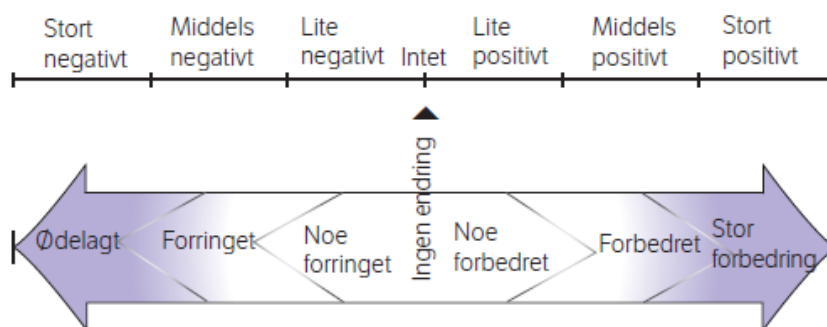 Stort Middels Lite Lite Middels Stort
negativt negativt negativt Intet positivt positivt positivt
Ingen endring
Ødelagt Forringet Noe Noe Forbedret Stor
forringet forbedret forbedring